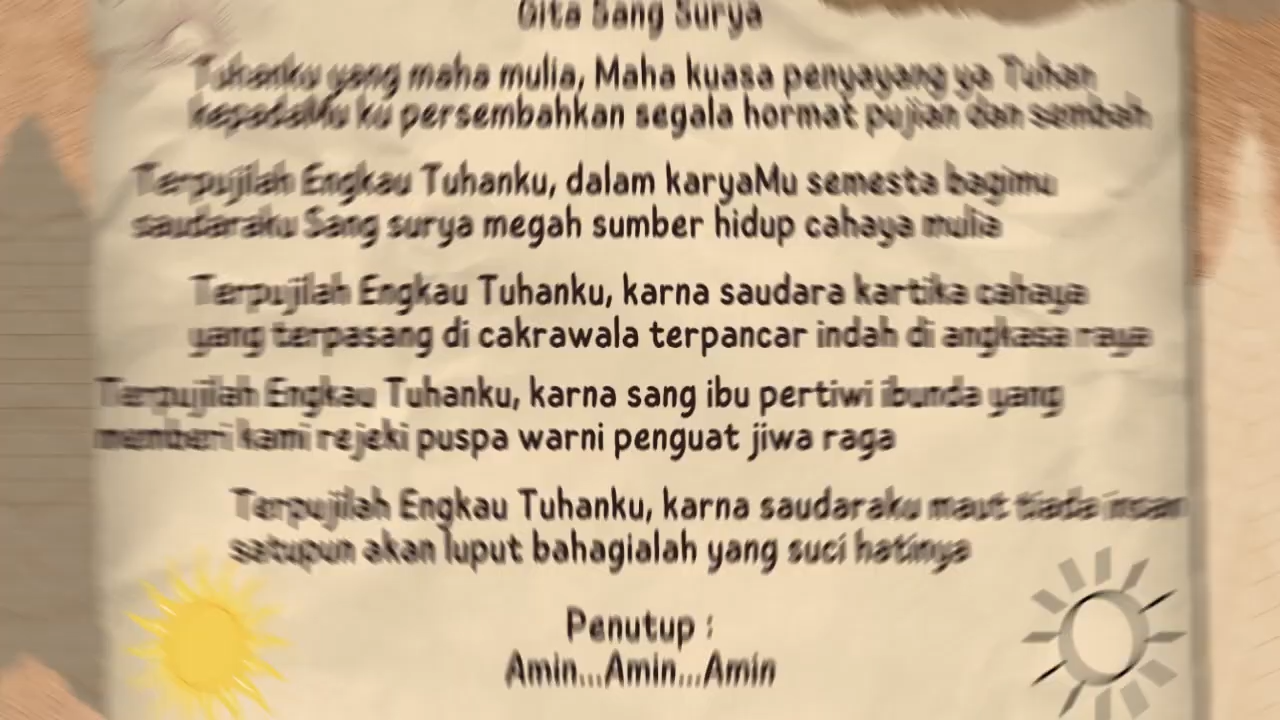 Gita Sang Surya
Tuhanku yang maha mulia, Maha kuasa penyayang ya Tuhan
kepadaMu ku persembahkan segala hormat pujian dan sembah
Terpujilah Engkau Tuhanku, dalam karyaMu semesta bagimu
saudaraku Sang surya megah sumber hidup cahaya mulia
Terpujilah Engkau Tuhanku, karna saudara kartika cahaya
yang terpasang di cakrawala terpancar indah di angkasa raya
Terpujilah Engkau Tuhanku, karna sang ibu pertiwi ibunda yang
memberi kami rejeki puspa warni penguat jiwa raga
Terpujilah Engkau Tuhanku, karna saudaraku maut tiada insan
satupun akan luput bahagialah yang suci hatinya
Penutup :
Amin...Amin...Amin